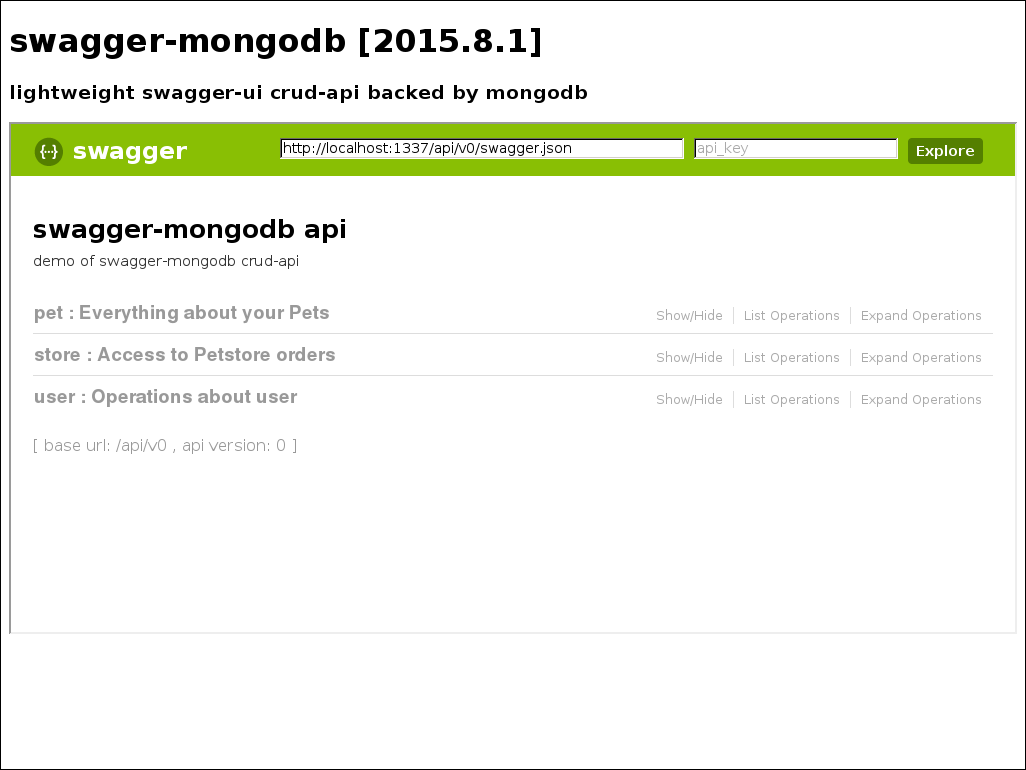 swagger-mongodb [2015.8.1]
lightweight swagger-ui crud-api backed by mongodb
{···} swagger http://localhost:1337/api/v0/swagger.json api_key Explore
swagger-mongodb api
demo of swagger-mongodb crud-api
pet : Everything about your Pets Show/Hide List Operations Expand Operations
store : Access to Petstore orders Show/Hide List Operations Expand Operations
user : Operations about user Show/Hide List Operations Expand Operations
[ base url: /api/v0 , api version: 0 ]